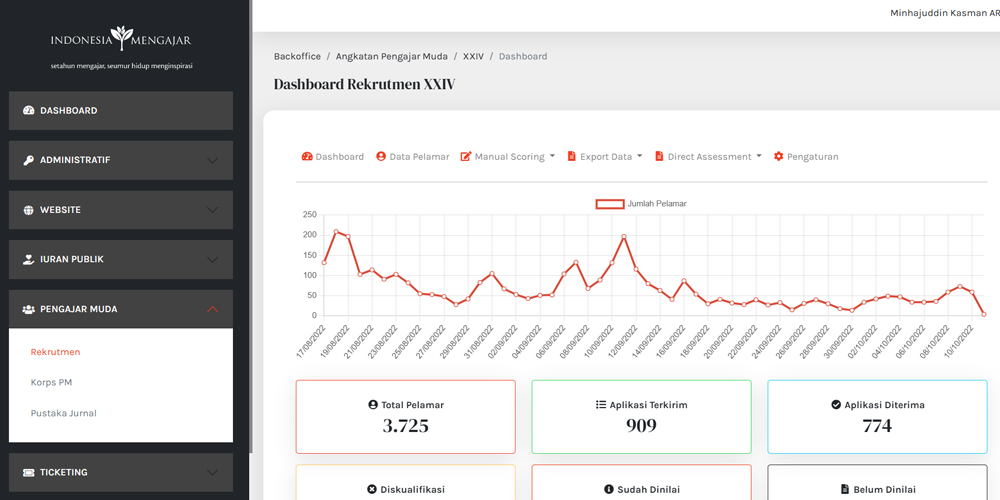 INDONESIA MENGAJAR
setahun mengajar, seumur hidup menginspirasi
DASHBOARD
ADMINISTRATIF
WEBSITE
IURAN PUBLIK
PENGAJAR MUDA
Rekrutmen
Korps PM
Pustaka Jurnal
TICKETING
Minhajuddin Kasman AR
Backoffice / Angkatan Pengajar Muda / XXIV / Dashboard
Dashboard Rekrutmen XXIV
Dashboard Data Pelamar Manual Scoring Export Data Direct Assessment Pengaturan
Jumlah Pelamar
250
200
150
100
50
0
17/08/2022 19/08/2022 21/08/2022 23/08/2022 25/08/2022 27/08/2022 29/08/2022 31/08/2022 02/09/2022 04/09/2022 06/09/2022 08/09/2022 10/09/2022 12/09/2022 14/09/2022 16/09/2022 18/09/2022 20/09/2022 22/09/2022 24/09/2022 26/09/2022 28/09/2022 30/09/2022 02/10/2022 04/10/2022 06/10/2022 08/10/2022 10/10/2022
Total Pelamar Aplikasi Terkirim Aplikasi Diterima
3.725 909 774
Diskualifikasi Sudah Dinilai Belum Dinilai